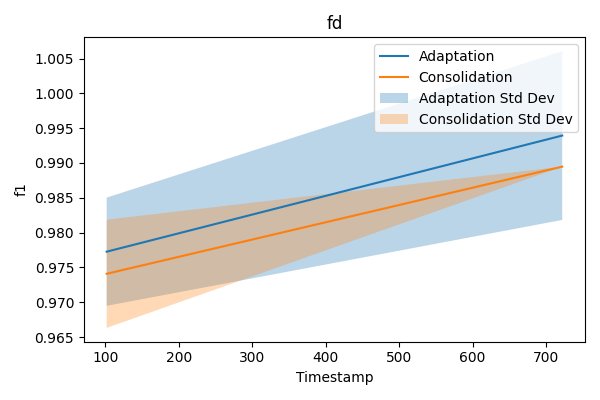 fd
f1
1.005
1.000
0.995
0.990
0.985
0.980
0.975
0.970
0.965
Adaptation
Consolidation
Adaptation Std Dev
Consolidation Std Dev
100
200
300
400
500
600
700
Timestamp